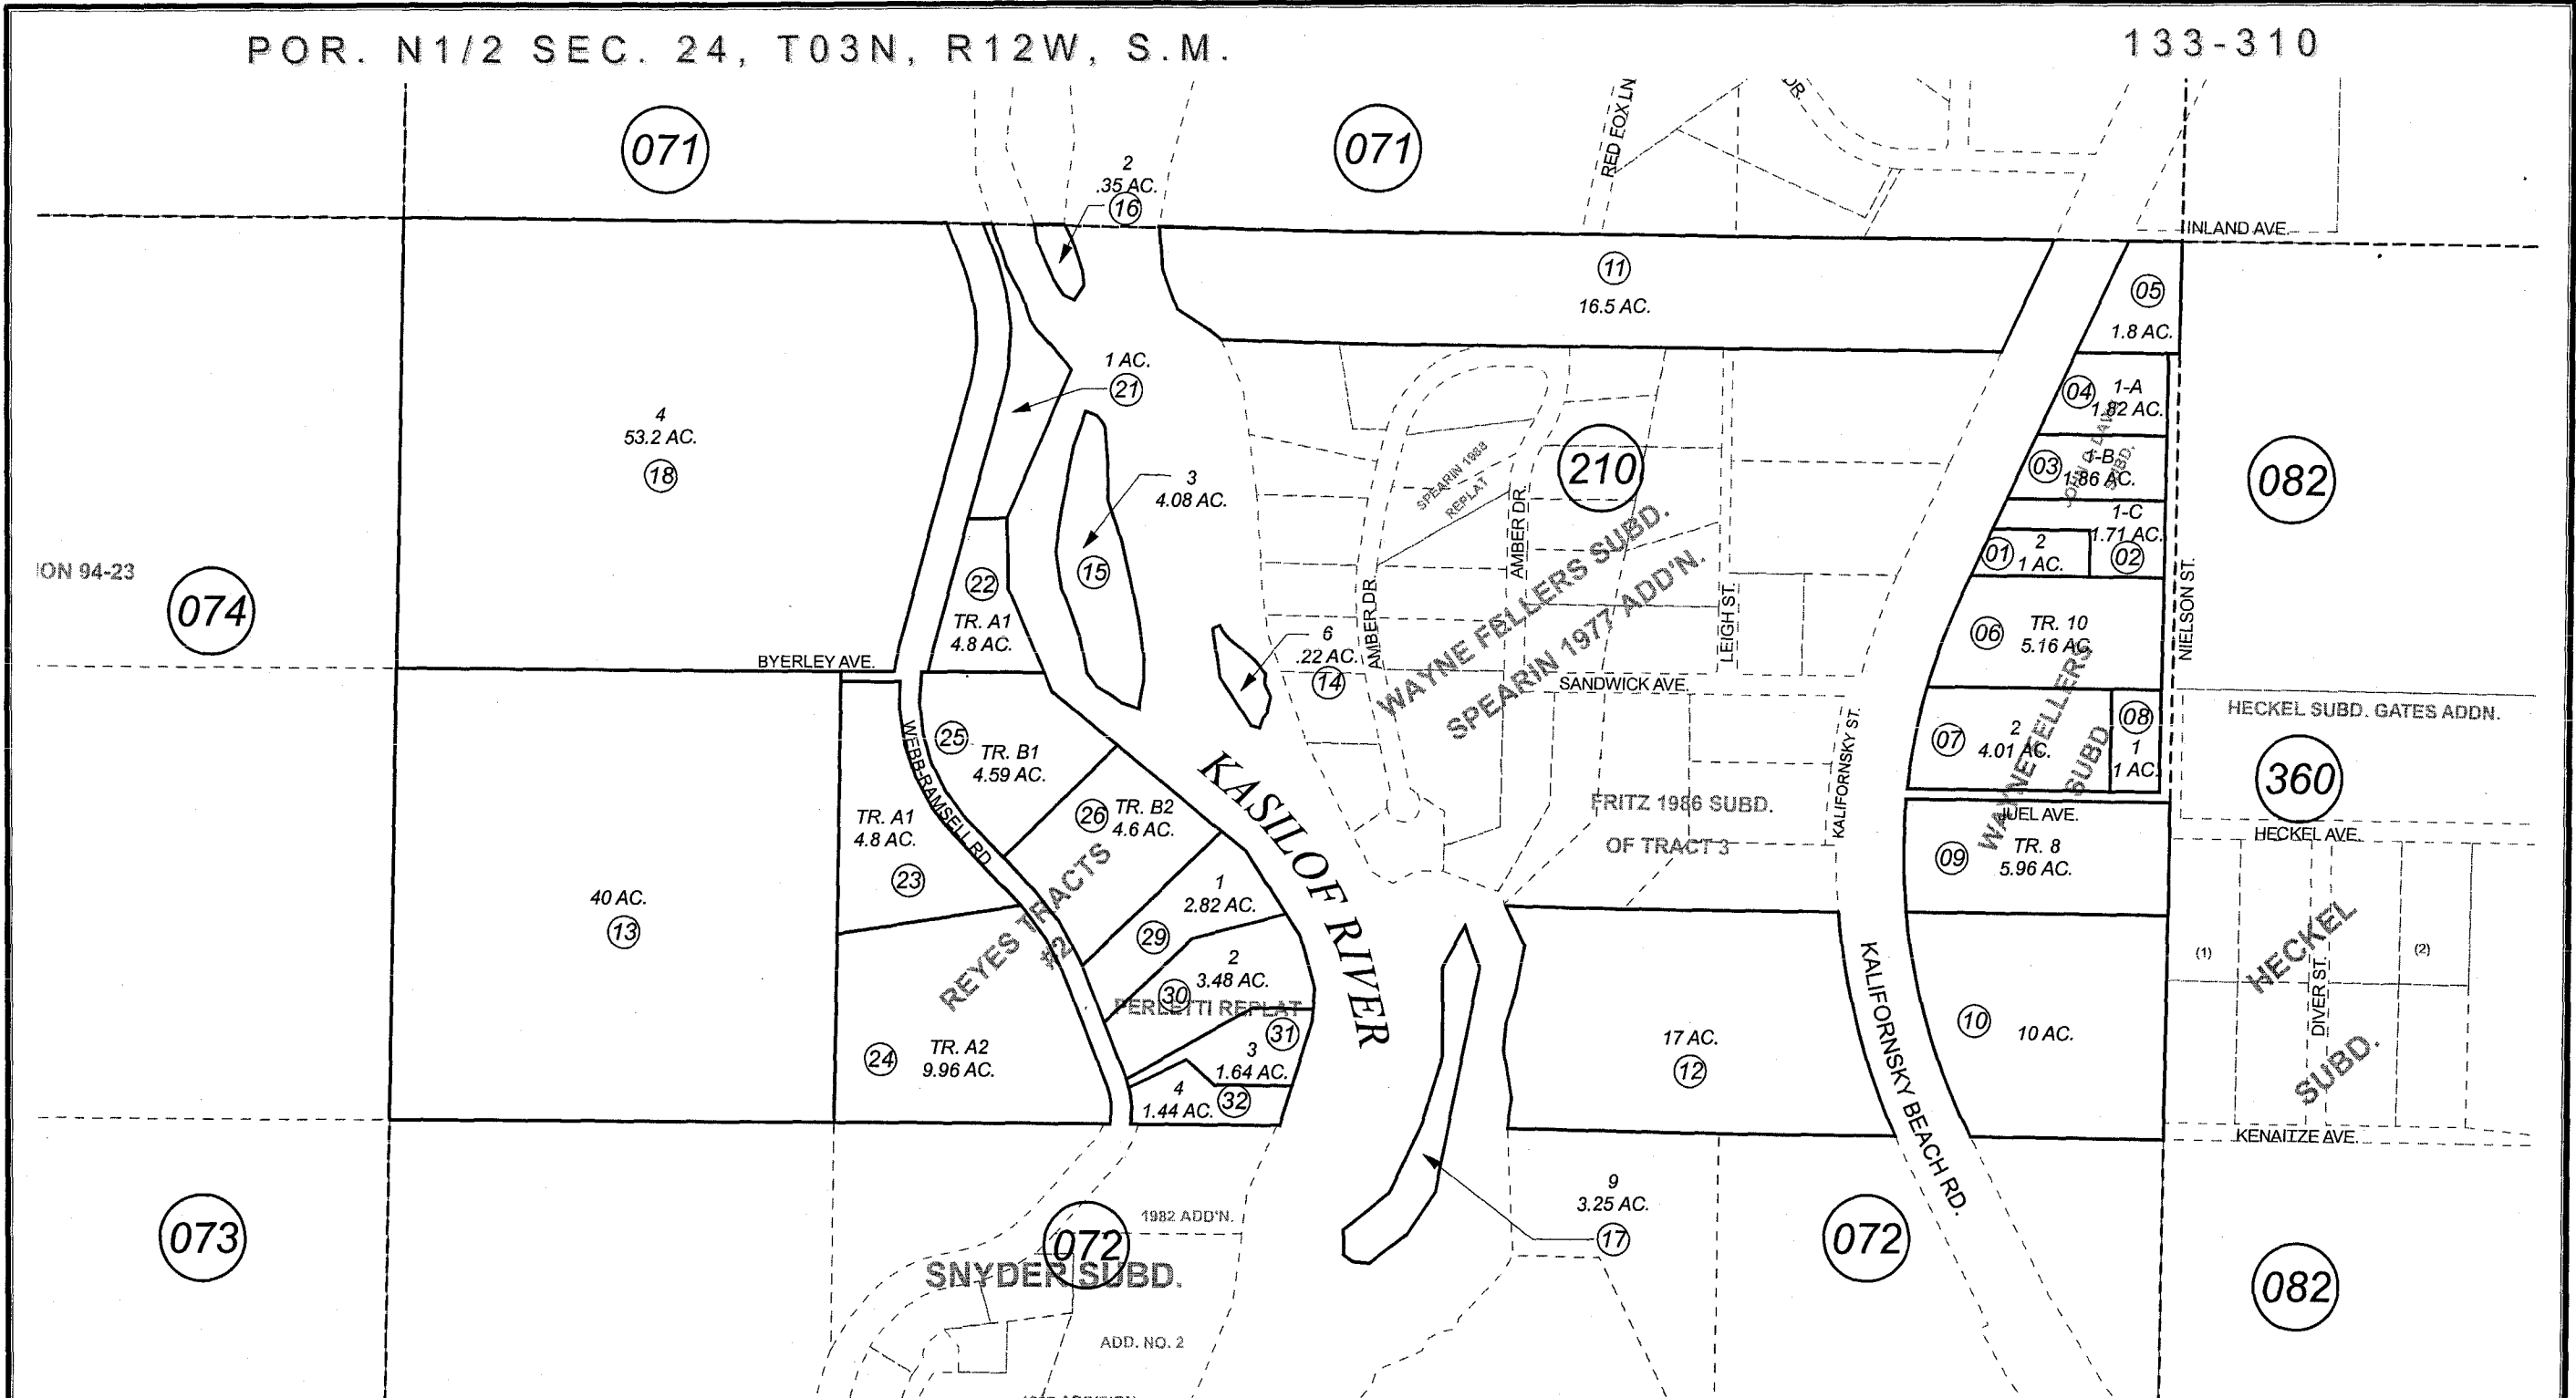 POR. N1/2 SEC. 24, T03N, R12W, S.M.
133-310
071
071
RED FOX LN
DR.
2
.35 AC.
16
INLAND AVE.
11
16.5 AC.
05
1.8 AC.
1 AC.
21
4
53.2 AC.
18
04
1-A
1.82 AC.
03
1-B
1.86 AC.
1-C
1.71 AC.
02
2
01
1 AC.
SUBD.
3
4.08 AC.
15
SPEARIN 1983
REPLAT
210
082
AMBER DR.
AMBER DR.
WAYNE FELLERS SUBD.
SPEARIN 1977 ADD'N.
LEIGH ST.
NIELSON ST.
ION 94-23
074
22
TR. A1
4.8 AC.
6
.22 AC.
14
06
TR. 10
5.16 AC.
BYERLEY AVE.
SANDWICK AVE.
KALIFORNSKY ST.
HECKEL SUBD. GATES ADDN.
360
07
2
4.01 AC.
08
1
1 AC.
WAYNE FELLERS
SUBD
25
TR. B1
4.59 AC.
WEBB-RAMSELL RD.
26
TR. B2
4.6 AC.
KASILOF RIVER
FRITZ 1986 SUBD.
OF TRACT 3
JUEL AVE.
HECKEL AVE.
TR. A1
4.8 AC.
23
09
TR. 8
5.96 AC.
REYES TRACTS
#2
40 AC.
13
1
2.82 AC.
29
2
3.48 AC.
30
PERLETTI REPLAT
31
3
1.64 AC.
4
1.44 AC.
32
24
TR. A2
9.96 AC.
17 AC.
12
KALIFORNSKY BEACH RD.
10
10 AC.
(1)
(2)
HECKEL
SUBD.
DIVER ST.
KENAITZE AVE.
073
072
1982 ADD'N.
SNYDER SUBD.
ADD. NO. 2
9
3.25 AC.
17
072
082